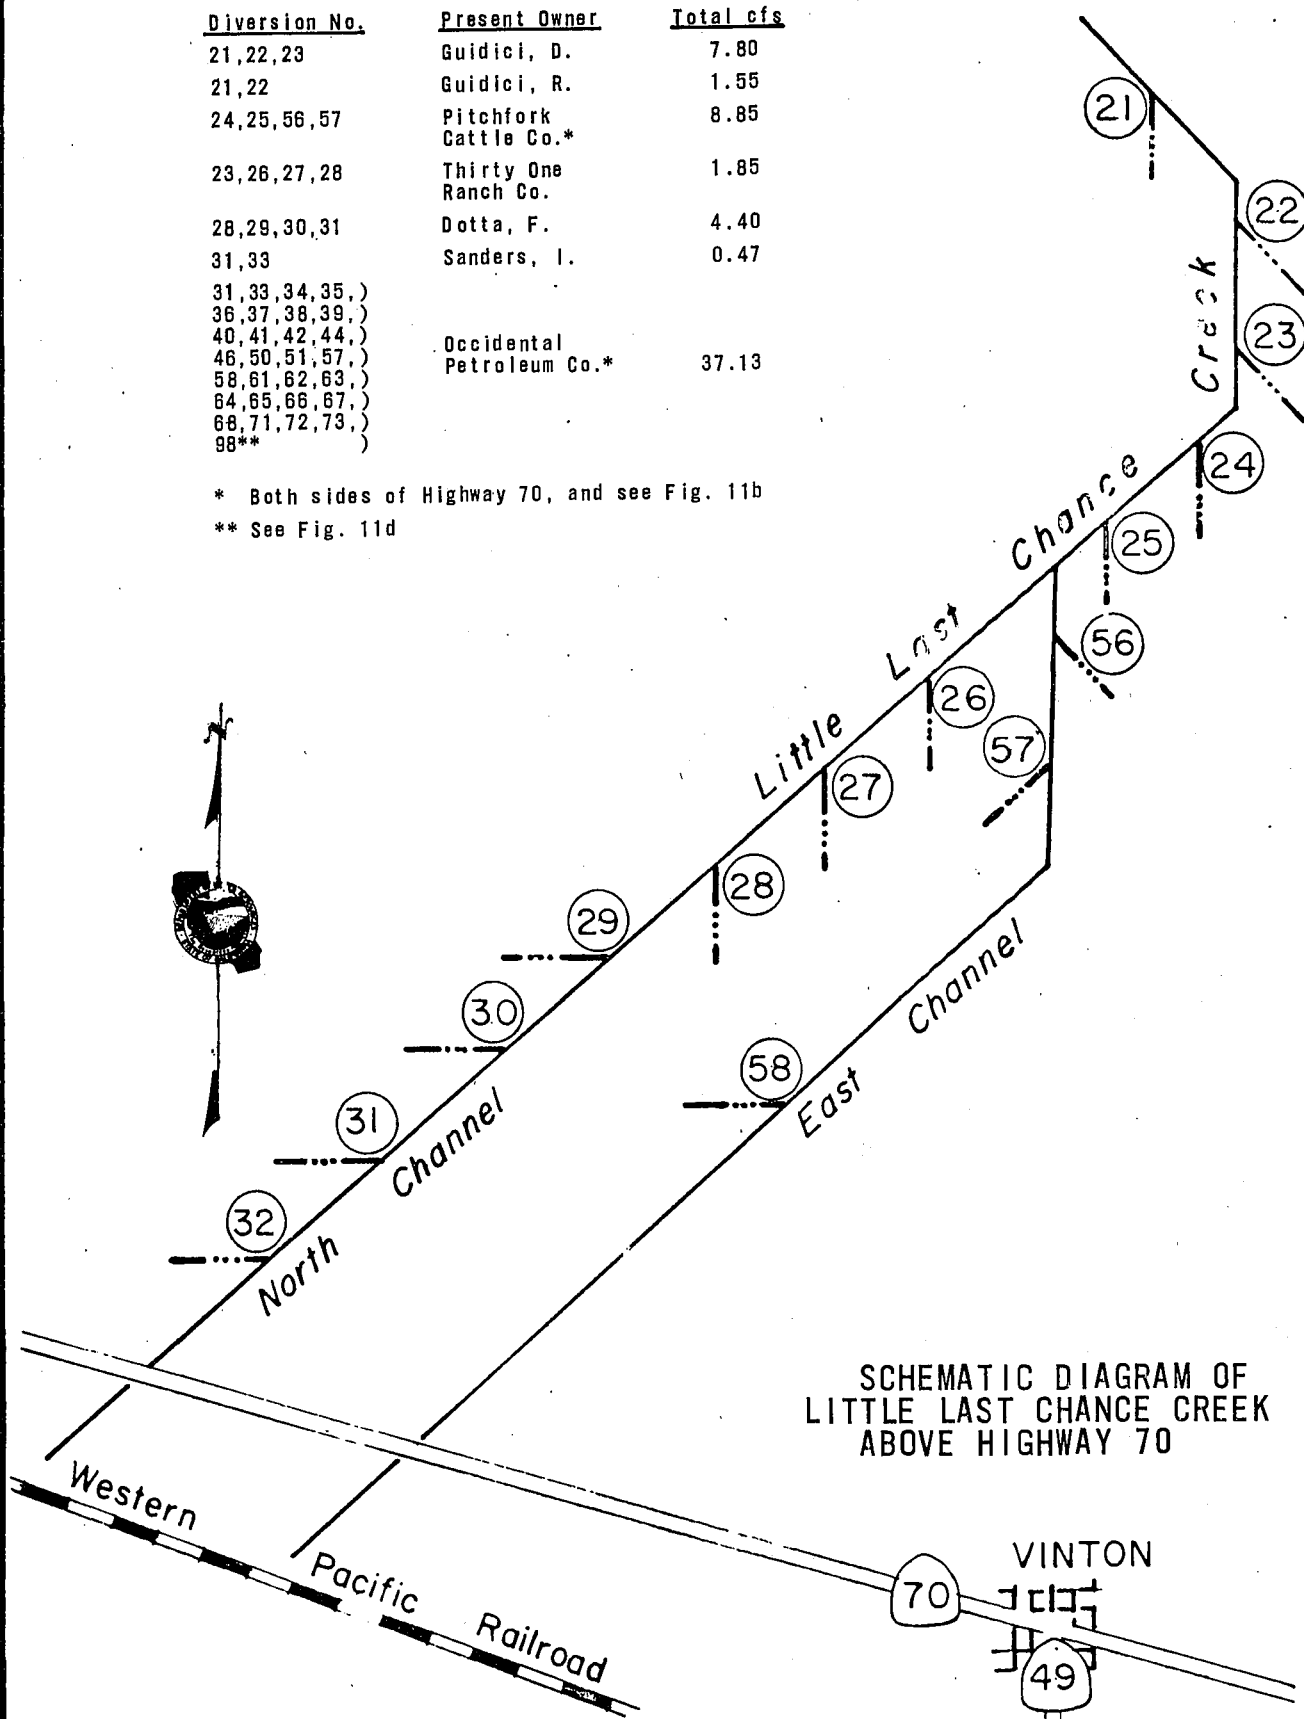 Diversion No. Present Owner Total cfs
21,22,23 Guidici, D. 7.80
21,22 Guidici, R. 1.55
24,25,56,57 Pitchfork 8.85
Cattle Co.*
23,26,27,28 Thirty One 1.85
Ranch Co.
28,29,30,31 Dotta, F. 4.40
31,33 Sanders, I. 0.47
31,33,34,35,)
36,37,38,39,)
40,41,42,44,)
46,50,51,57,) Occidental
58,61,62,63,) Petroleum Co.* 37.13
64,65,66,67,)
68,71,72,73,)
98** )
* Both sides of Highway 70, and see Fig. 11b
** See Fig. 11d
21
22
23
24
25
56
26
57
27
28
29
30
58
31
32
Little Last Chance Creek
North Channel
East Channel
N
SCHEMATIC DIAGRAM OF
LITTLE LAST CHANCE CREEK
ABOVE HIGHWAY 70
Western Pacific Railroad
VINTON
70
49